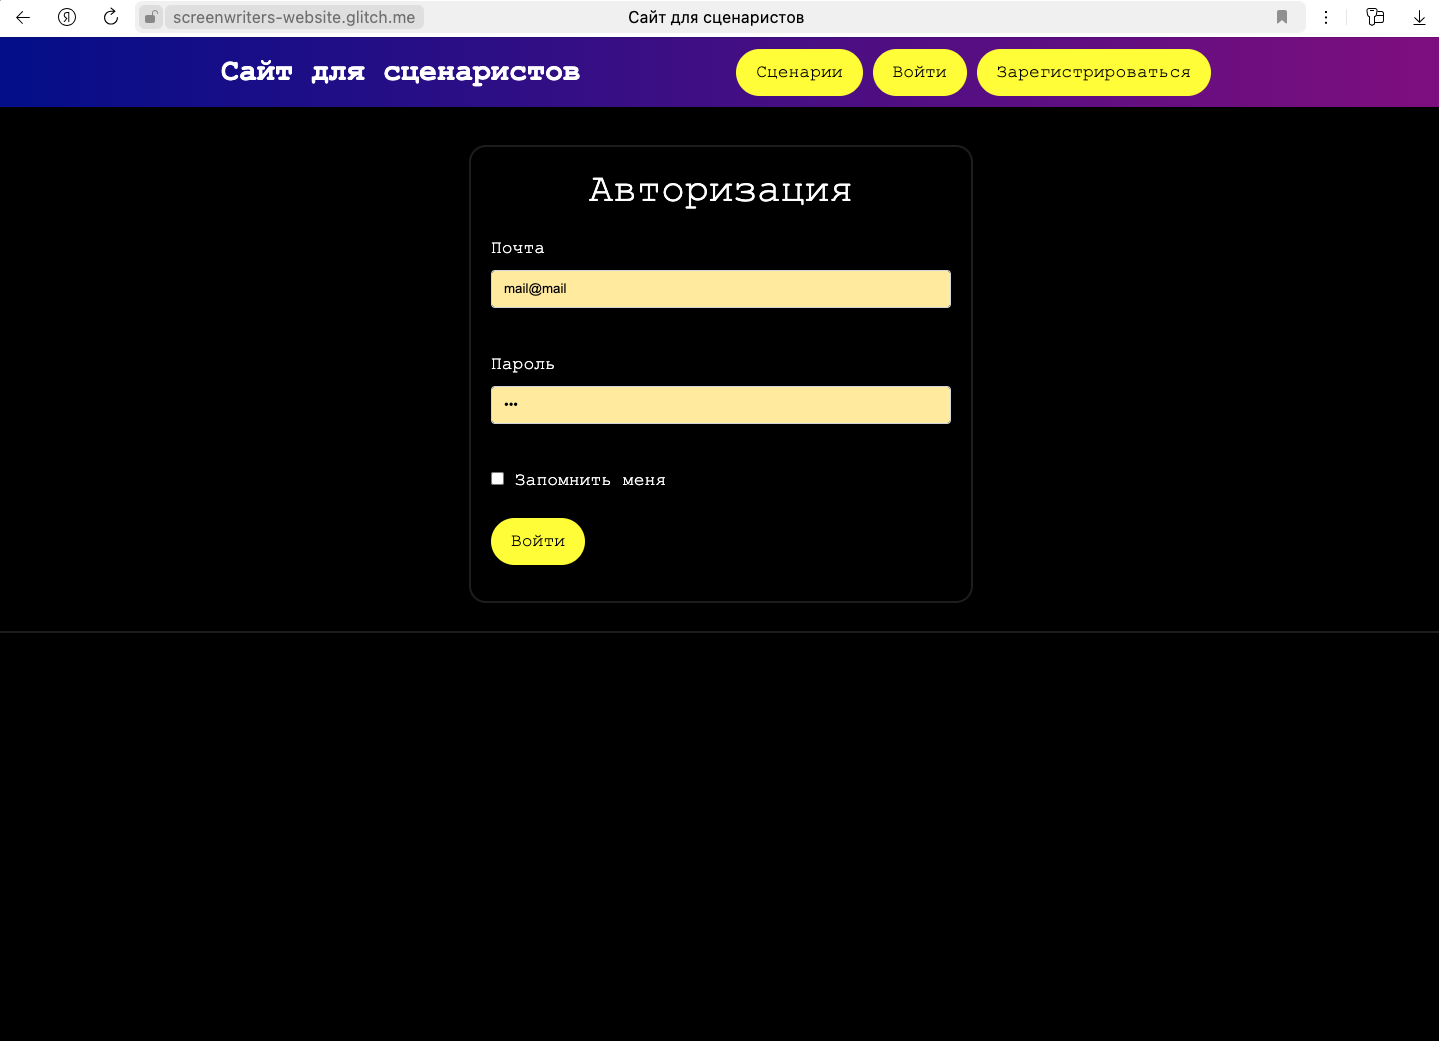 screenwriters-website.glitch.me Сайт для сценаристов
Сайт для сценаристов Сценарии Войти Зарегистрироваться
Авторизация
Почта
mail@mail
Пароль
•••
Запомнить меня
Войти